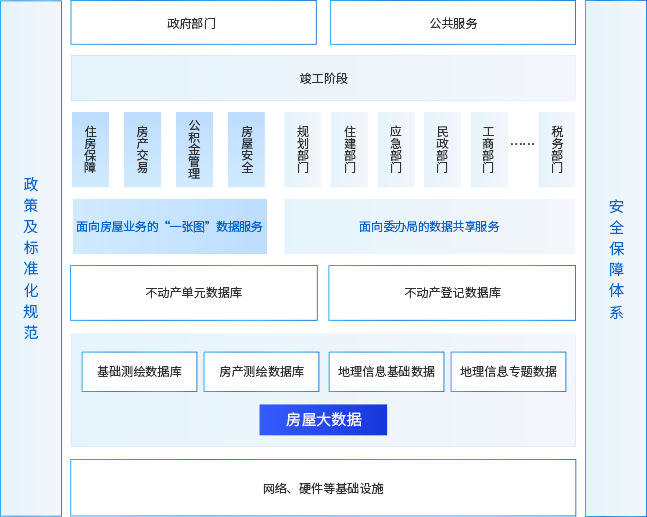 政府部门
公共服务
竣工阶段
住房保障
房产交易
公积金管理
房屋安全
规划部门
住建部门
应急部门
民政部门
工商部门
……
税务部门
面向房屋业务的“一张图”数据服务
面向委办局的数据共享服务
不动产单元数据库
不动产登记数据库
基础测绘数据库
房产测绘数据库
地理信息基础数据
地理信息专题数据
房屋大数据
网络、硬件等基础设施
政策及标准化规范
安全保障体系